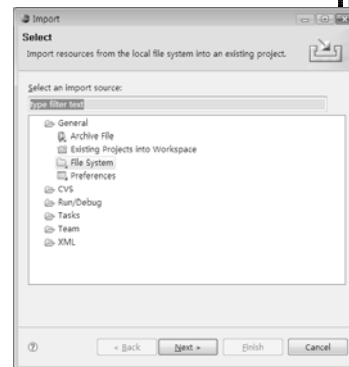 Import
Select
Import resources from the local file system into an existing project.
Select an import source:
type filter text
General
Archive File
Existing Projects into Workspace
File System
Preferences
CVS
Run/Debug
Tasks
Team
XML
?
< Back
Next >
Finish
Cancel